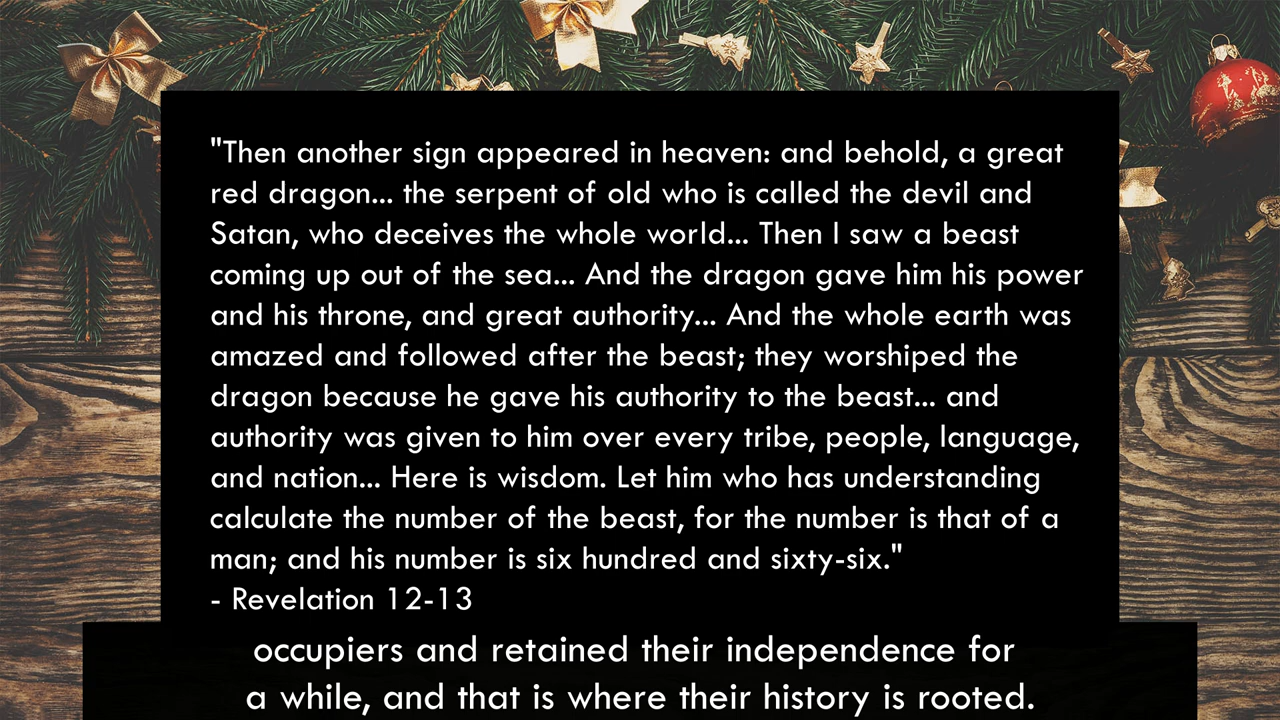 "Then another sign appeared in heaven: and behold, a great
red dragon... the serpent of old who is called the devil and
Satan, who deceives the whole world... Then I saw a beast
coming up out of the sea... And the dragon gave him his power
and his throne, and great authority... And the whole earth was
amazed and followed after the beast; they worshiped the
dragon because he gave his authority to the beast... and
authority was given to him over every tribe, people, language,
and nation... Here is wisdom. Let him who has understanding
calculate the number of the beast, for the number is that of a
man; and his number is six hundred and sixty-six."
- Revelation 12-13
occupiers and retained their independence for
a while, and that is where their history is rooted.